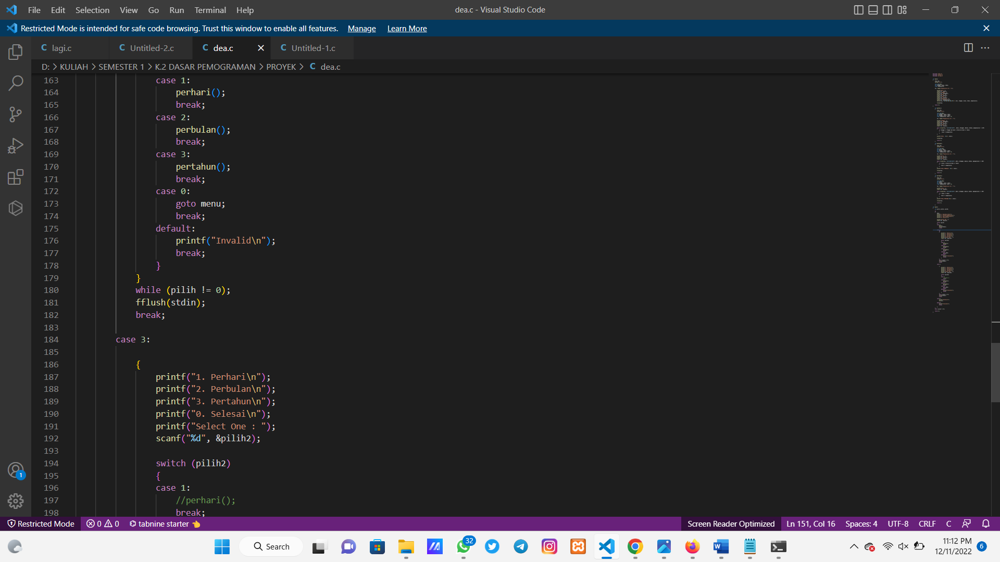 File Edit Selection View Go Run Terminal Help
dea.c - Visual Studio Code
Restricted Mode is intended for safe code browsing. Trust this window to enable all features. Manage Learn More
C lagi.c C Untitled-2.c C dea.c C Untitled-1.c
D: > KULIAH > SEMESTER 1 > K.2 DASAR PEMOGRAMAN > PROYEK > C dea.c
163 case 1:
164 perhari();
165 break;
166 case 2:
167 perbulan();
168 break;
169 case 3:
170 pertahun();
171 break;
172 case 0:
173 goto menu;
174 break;
175 default:
176 printf("Invalid\n");
177 break;
178 }
179 }
180 while (pilih != 0);
181 fflush(stdin);
182 break;
183
184 case 3:
185
186 {
187 printf("1. Perhari\n");
188 printf("2. Perbulan\n");
189 printf("3. Pertahun\n");
190 printf("0. Selesai\n");
191 printf("Select One : ");
192 scanf("%d", &pilih2);
193
194 switch (pilih2)
195 {
196 case 1:
197 //perhari();
198 break;
1
Restricted Mode 0 0 tabnine starter Screen Reader Optimized Ln 151, Col 16 Spaces: 4 UTF-8 CRLF C
Search 32 11:12 PM
12/11/2022 6